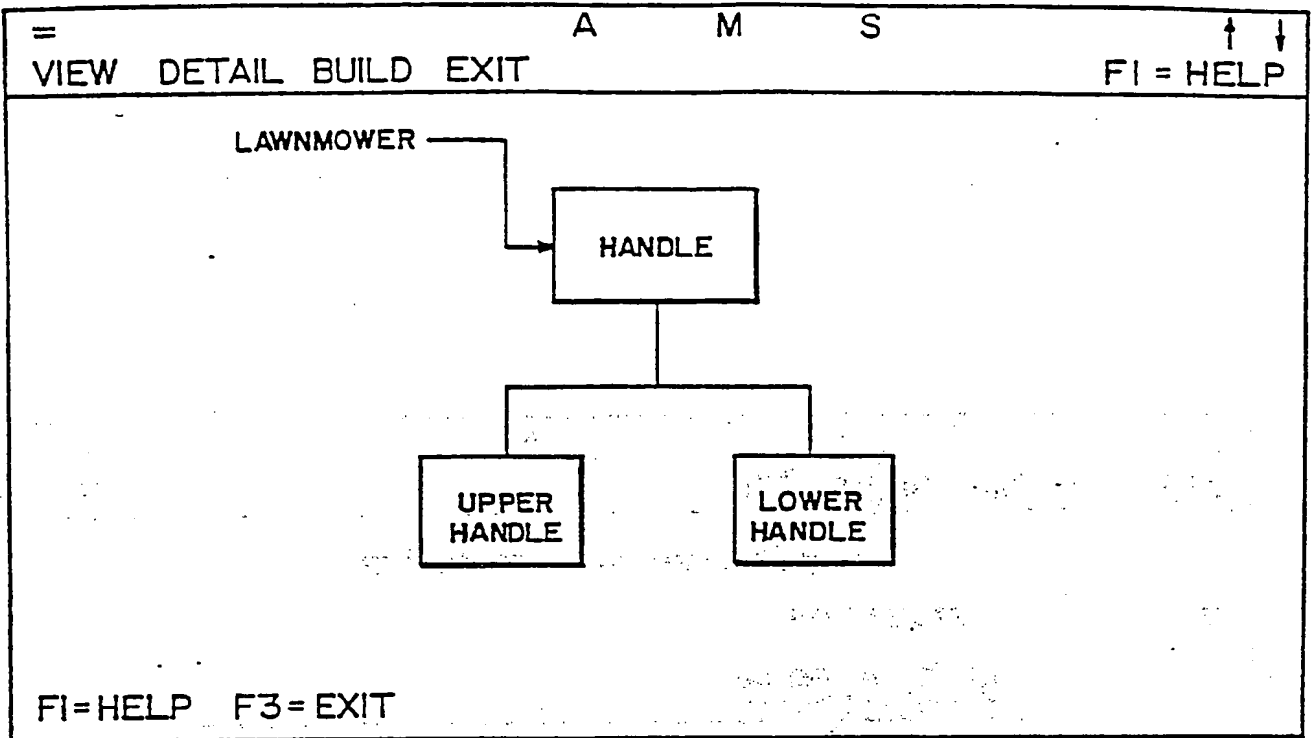 = A M S ↑ ↓
VIEW DETAIL BUILD EXIT F1 = HELP
LAWNMOWER
HANDLE
UPPER
HANDLE
LOWER
HANDLE
F1=HELP F3=EXIT